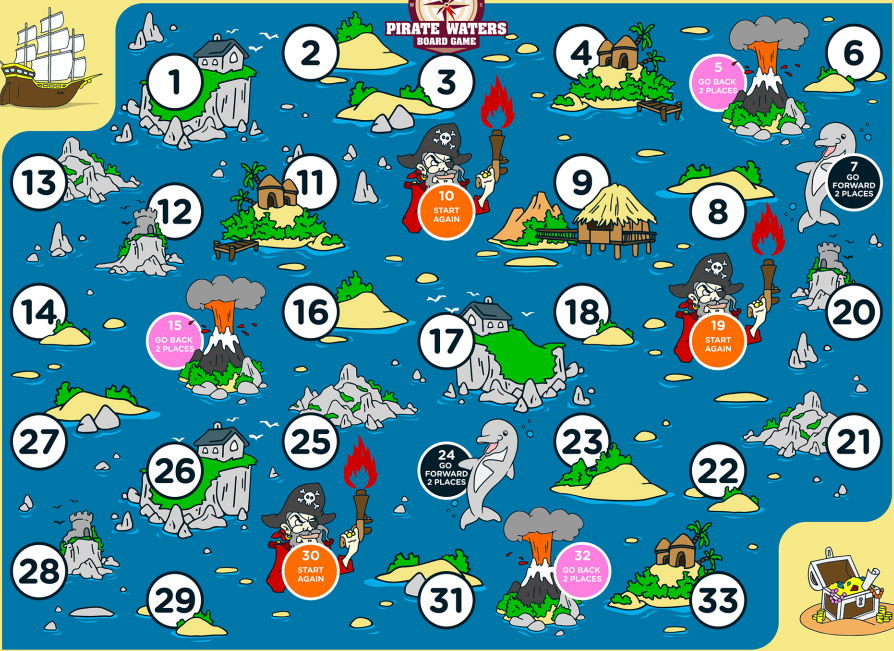 PIRATE WATERS
BOARD GAME
1
2
3
4
5
GO BACK
2 PLACES
6
7
GO
FORWARD
2 PLACES
8
9
10
START
AGAIN
11
12
13
14
15
GO BACK
2 PLACES
16
17
18
19
START
AGAIN
20
21
22
23
24
GO
FORWARD
2 PLACES
25
26
27
28
29
30
START
AGAIN
31
32
GO BACK
2 PLACES
33